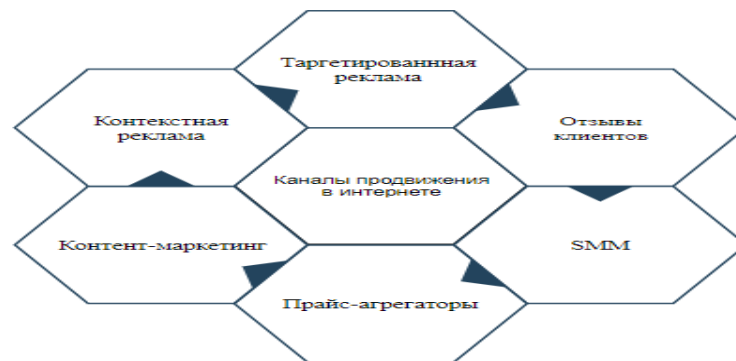 Таргетированнная
реклама
Контекстная
реклама
Отзывы
клиентов
Каналы продвижения
в интернете
Контент-маркетинг
SMM
Прайс-агрегаторы